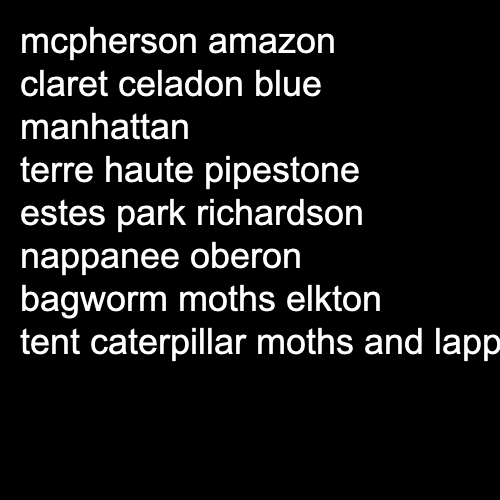 mcpherson amazon
claret celadon blue
manhattan
terre haute pipestone
estes park richardson
nappanee oberon
bagworm moths elkton
tent caterpillar moths and lapp